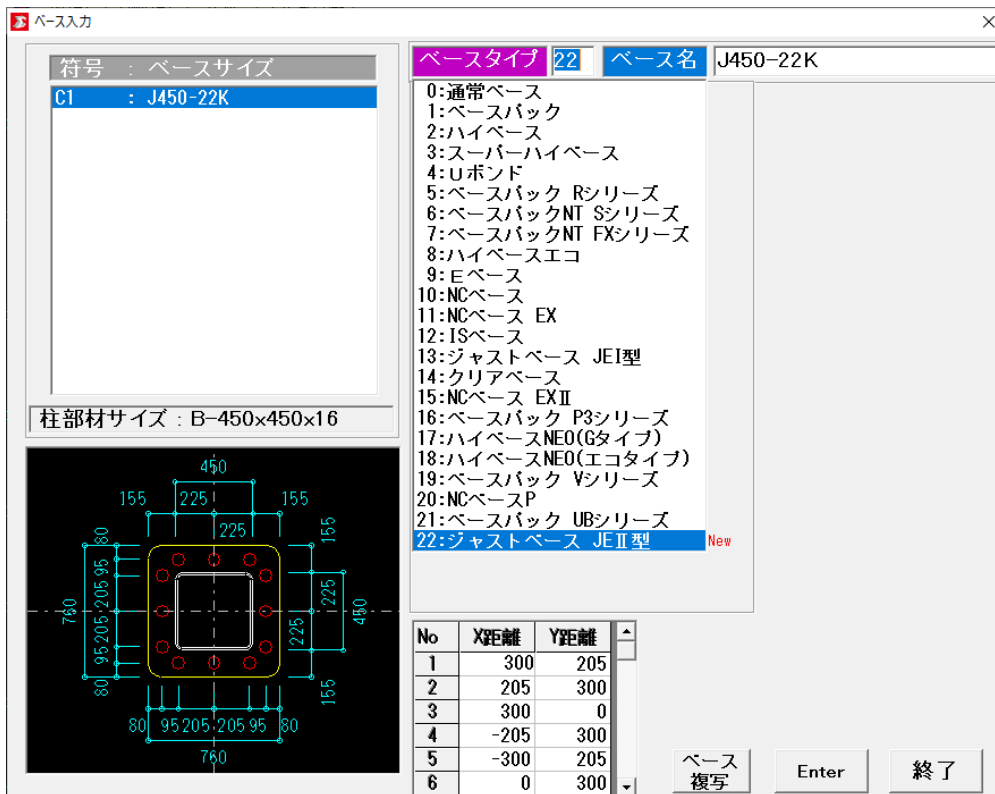 ベース入力
符号 : ベースサイズ
C1 : J450-22K
柱部材サイズ : B-450x450x16
ベースタイプ 22 ベース名 J450-22K
0:通常ベース
1:ベースパック
2:ハイベース
3:スーパーハイベース
4:Uボンド
5:ベースパック Rシリーズ
6:ベースパックNT Sシリーズ
7:ベースパックNT FXシリーズ
8:ハイベースエコ
9:Eベース
10:NCベース
11:NCベース EX
12:ISベース
13:ジャストベース JEI型
14:クリアベース
15:NCベース EXⅡ
16:ベースパック P3シリーズ
17:ハイベースNEO(Gタイプ)
18:ハイベースNEO(エコタイプ)
19:ベースパック Vシリーズ
20:NCベースP
21:ベースパック UBシリーズ
22:ジャストベース JEⅡ型 New
450
155 225 155
225
155
80
95
205
205
95
80
760
225
225
450
155
80 95 205 205 95 80
760
No X距離 Y距離
1 300 205
2 205 300
3 300 0
4 -205 300
5 -300 205
6 0 300
ベース複写
Enter
終了